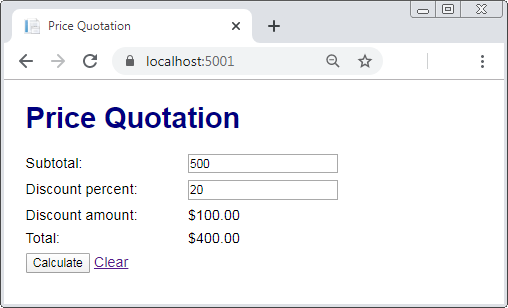 Price Quotation
localhost:5001
Price Quotation
Subtotal: 500
Discount percent: 20
Discount amount: $100.00
Total: $400.00
Calculate Clear